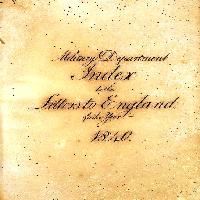 Military Department
Index
to the
Letters to England
for the Year
1840.